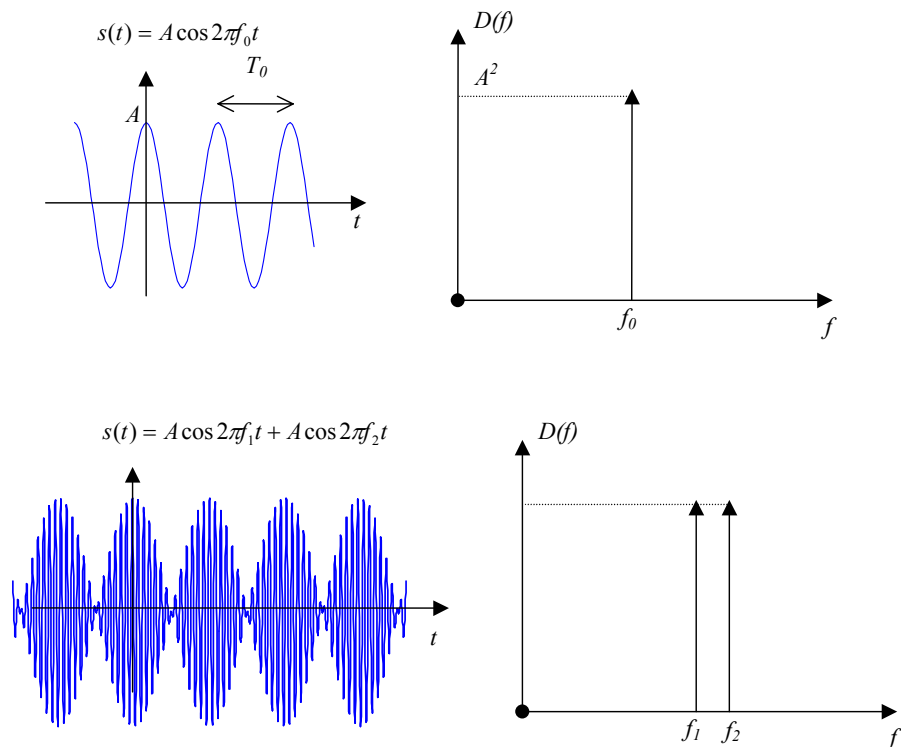 s(t) = A cos 2πf₀t
T₀
A
t
D(f)
A²
f₀
f
s(t) = A cos 2πf₁t + A cos 2πf₂t
t
D(f)
f₁ f₂
f